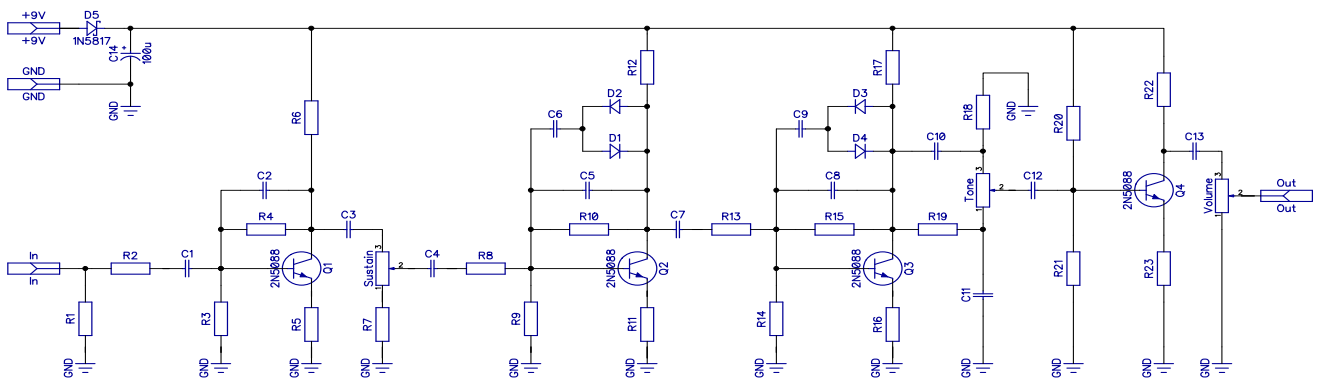 +9V
+9V
D5
1N5817
C14
+
100u
GND
GND
GND
R6
R12
D2
D1
C6
R17
D3
D4
C9
C10
R18
GND
R20
R22
C13
C2
R4
C3
C5
R10
C7
R13
C8
R15
R19
Tone
3
2
1
C12
2N5088
Q4
Volume
3
2
1
Out
Out
In
In
R2
C1
2N5088
Q1
Sustain
3
2
1
C4
R8
2N5088
Q2
2N5088
Q3
C11
R21
R23
R1
R3
R5
R7
R9
R11
R14
R16
GND
GND
GND
GND
GND
GND
GND
GND
GND
GND
GND
GND